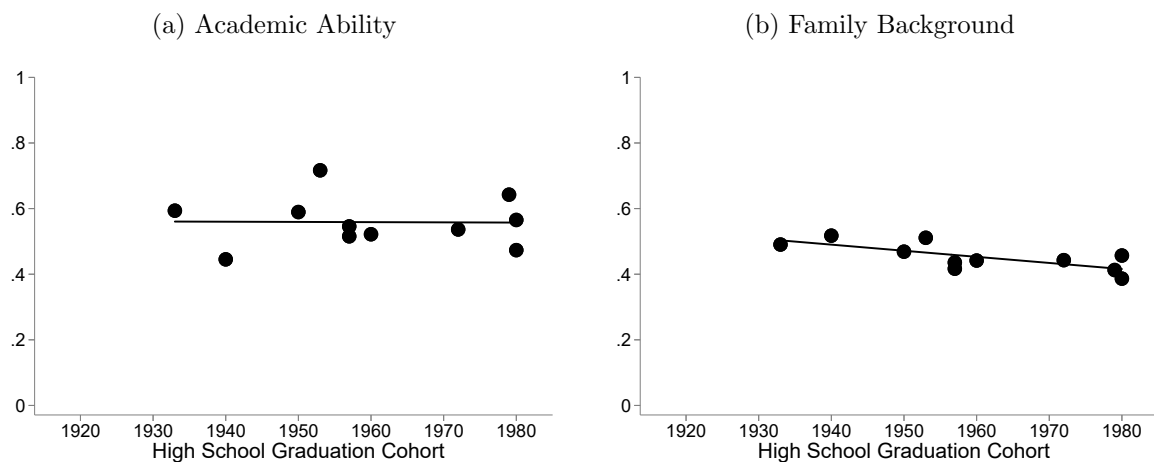 (a) Academic Ability
1
.8
.6
.4
.2
0
1920 1930 1940 1950 1960 1970 1980
High School Graduation Cohort
(b) Family Background
1
.8
.6
.4
.2
0
1920 1930 1940 1950 1960 1970 1980
High School Graduation Cohort